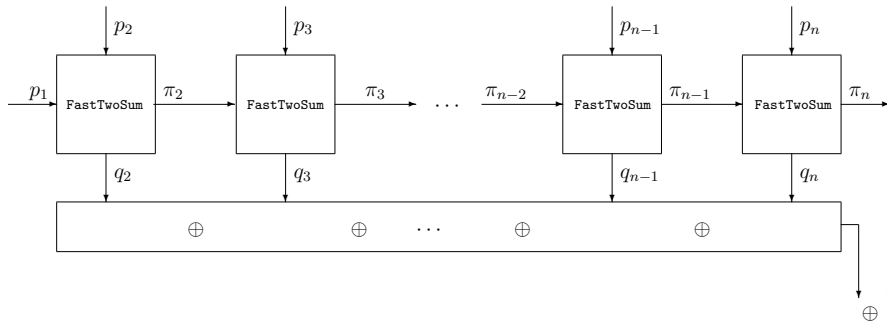 p_2 p_3 p_{n-1} p_n
p_1 FastTwoSum π_2 FastTwoSum π_3 ⋯ π_{n-2} FastTwoSum π_{n-1} FastTwoSum π_n
q_2 q_3 q_{n-1} q_n
⊕ ⊕ ⋯ ⊕ ⊕
⊕